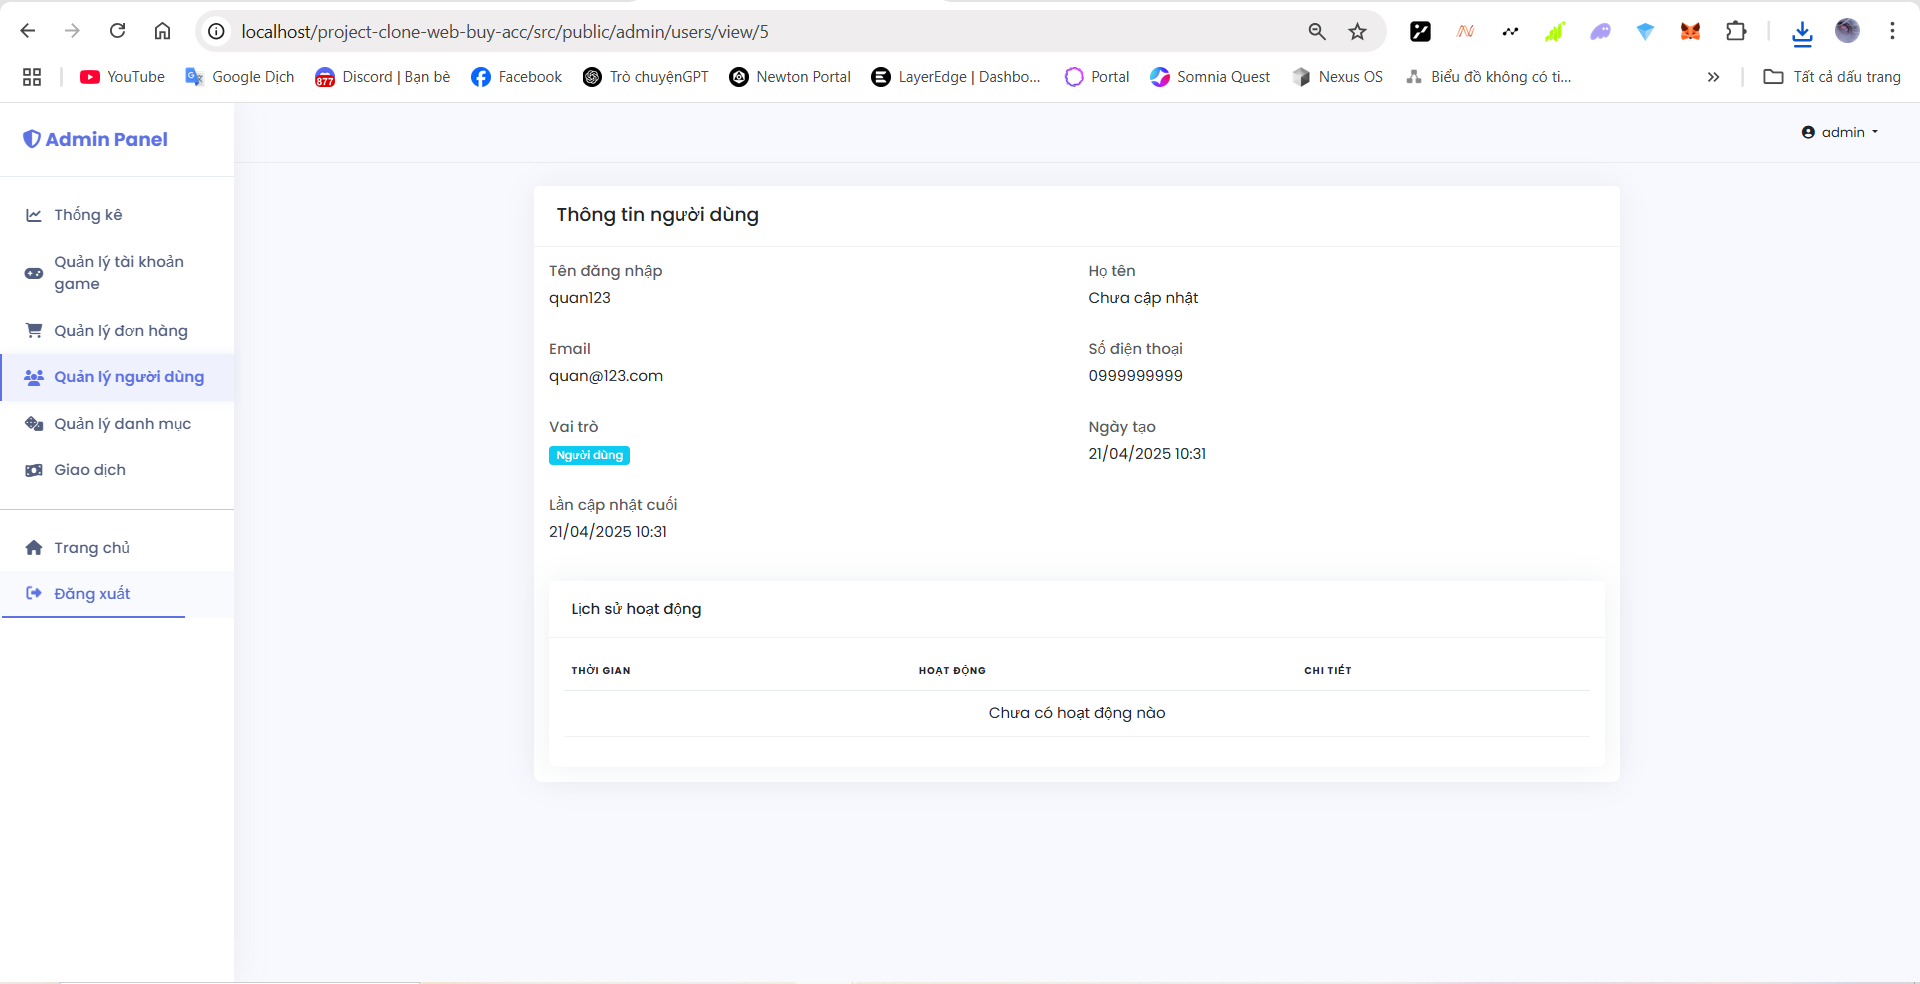 localhost/project-clone-web-buy-acc/src/public/admin/users/view/5
YouTube
Google Dịch
877
Discord | Bạn bè
Facebook
Trò chuyệnGPT
Newton Portal
LayerEdge | Dashbo...
Portal
Somnia Quest
Nexus OS
Biểu đồ không có ti...
»
Tất cả dấu trang
Admin Panel
admin
Thống kê
Quản lý tài khoản
game
Quản lý đơn hàng
Quản lý người dùng
Quản lý danh mục
Giao dịch
Trang chủ
Đăng xuất
Thông tin người dùng
Tên đăng nhập
quan123
Họ tên
Chưa cập nhật
Email
quan@123.com
Số điện thoại
0999999999
Vai trò
Người dùng
Ngày tạo
21/04/2025 10:31
Lần cập nhật cuối
21/04/2025 10:31
Lịch sử hoạt động
THỜI GIAN
HOẠT ĐỘNG
CHI TIẾT
Chưa có hoạt động nào